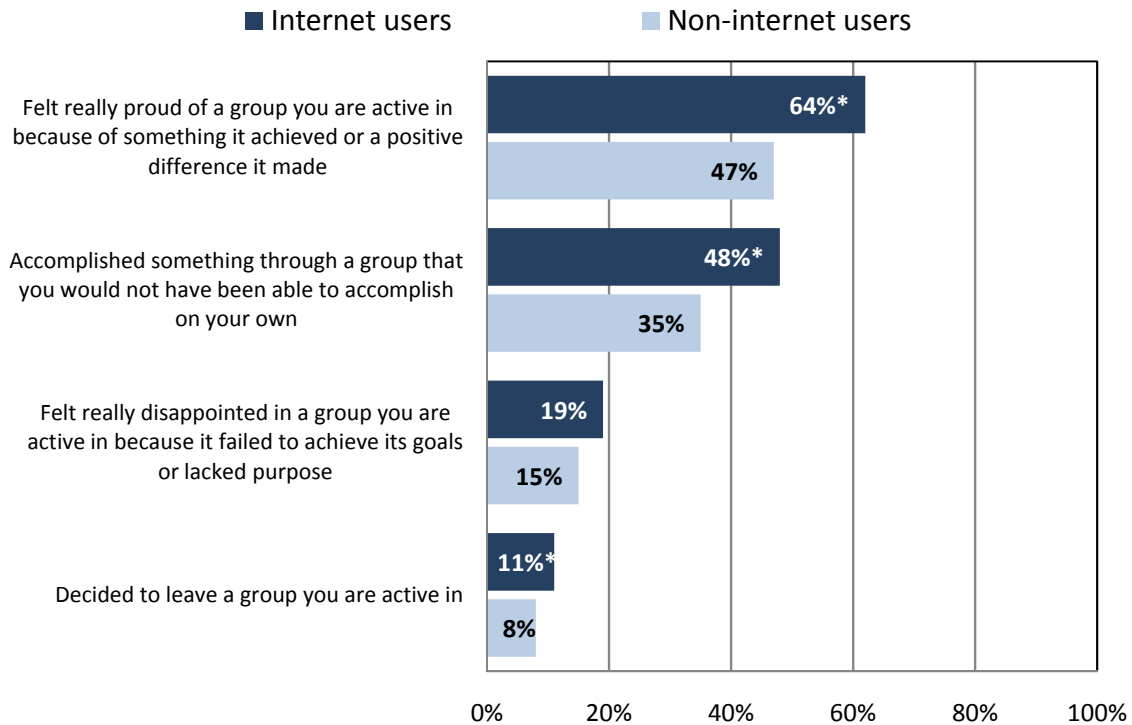 Internet users
Non-internet users
Felt really proud of a group you are active in
because of something it achieved or a positive
difference it made
64%*
47%
Accomplished something through a group that
you would not have been able to accomplish
on your own
48%*
35%
Felt really disappointed in a group you are
active in because it failed to achieve its goals
or lacked purpose
19%
15%
Decided to leave a group you are active in
11%*
8%
0%
20%
40%
60%
80%
100%